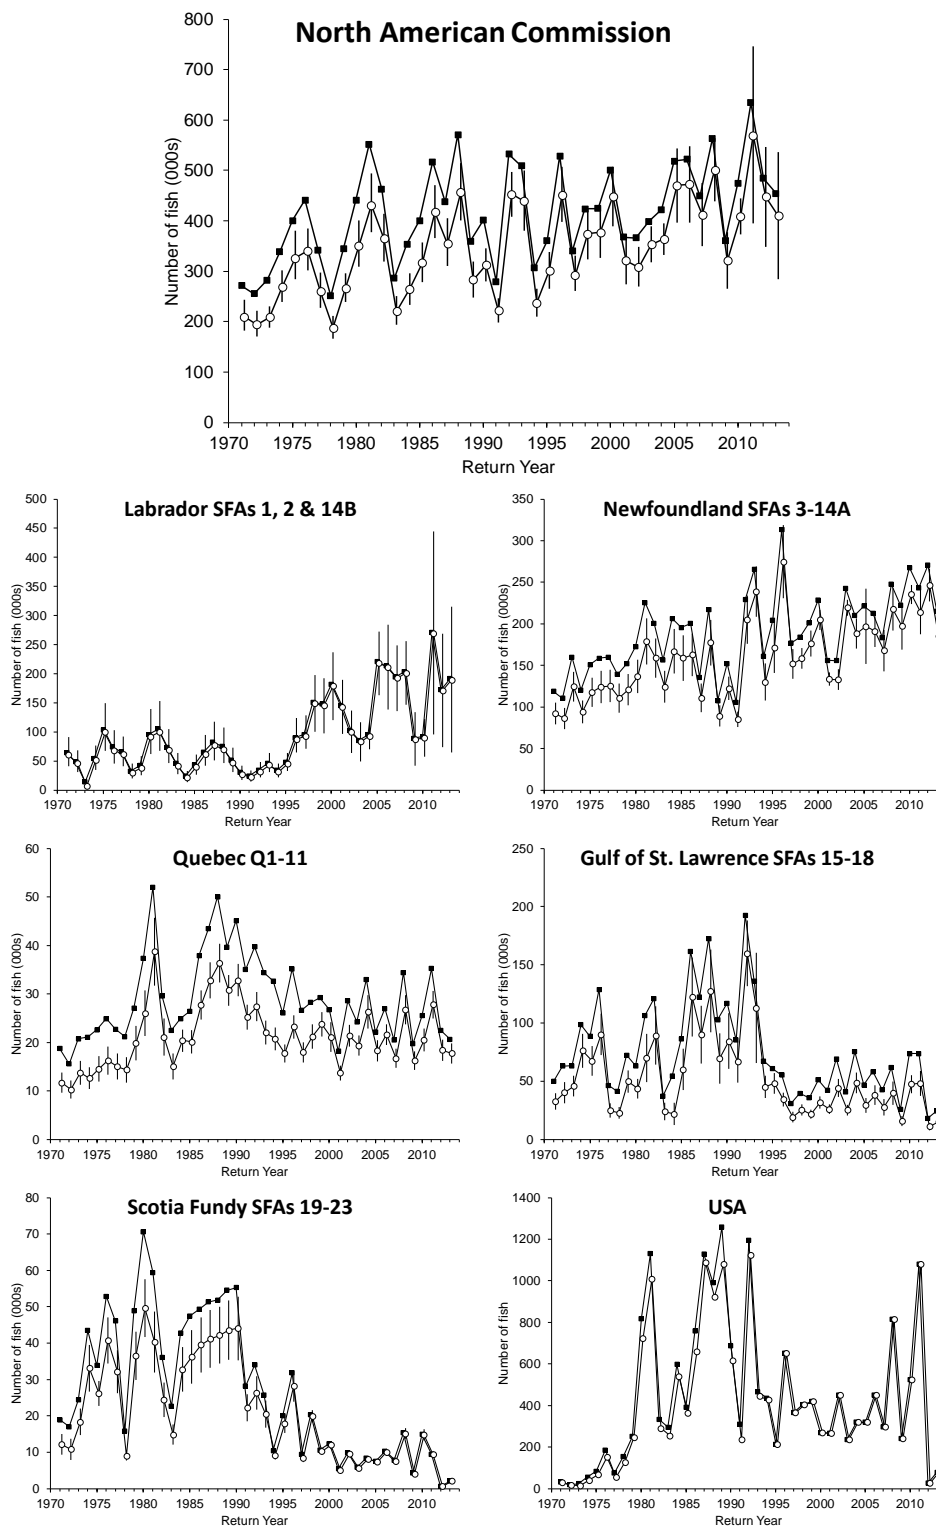 North American Commission
800
700
600
500
400
300
200
100
0
Number of fish (000s)
1970 1975 1980 1985 1990 1995 2000 2005 2010
Return Year
Labrador SFAs 1, 2 & 14B
500
450
400
350
300
250
200
150
100
50
0
Number of fish (000s)
1970 1975 1980 1985 1990 1995 2000 2005 2010
Return Year
Newfoundland SFAs 3-14A
350
300
250
200
150
100
50
0
Number of fish (000s)
1970 1975 1980 1985 1990 1995 2000 2005 2010
Return Year
Quebec Q1-11
60
50
40
30
20
10
0
Number of fish (000s)
1970 1975 1980 1985 1990 1995 2000 2005 2010
Return Year
Gulf of St. Lawrence SFAs 15-18
250
200
150
100
50
0
Number of fish (000s)
1970 1975 1980 1985 1990 1995 2000 2005 2010
Return Year
Scotia Fundy SFAs 19-23
80
70
60
50
40
30
20
10
0
Number of fish (000s)
1970 1975 1980 1985 1990 1995 2000 2005 2010
Return Year
USA
1400
1200
1000
800
600
400
200
0
Number of fish
1970 1975 1980 1985 1990 1995 2000 2005 2010
Return Year